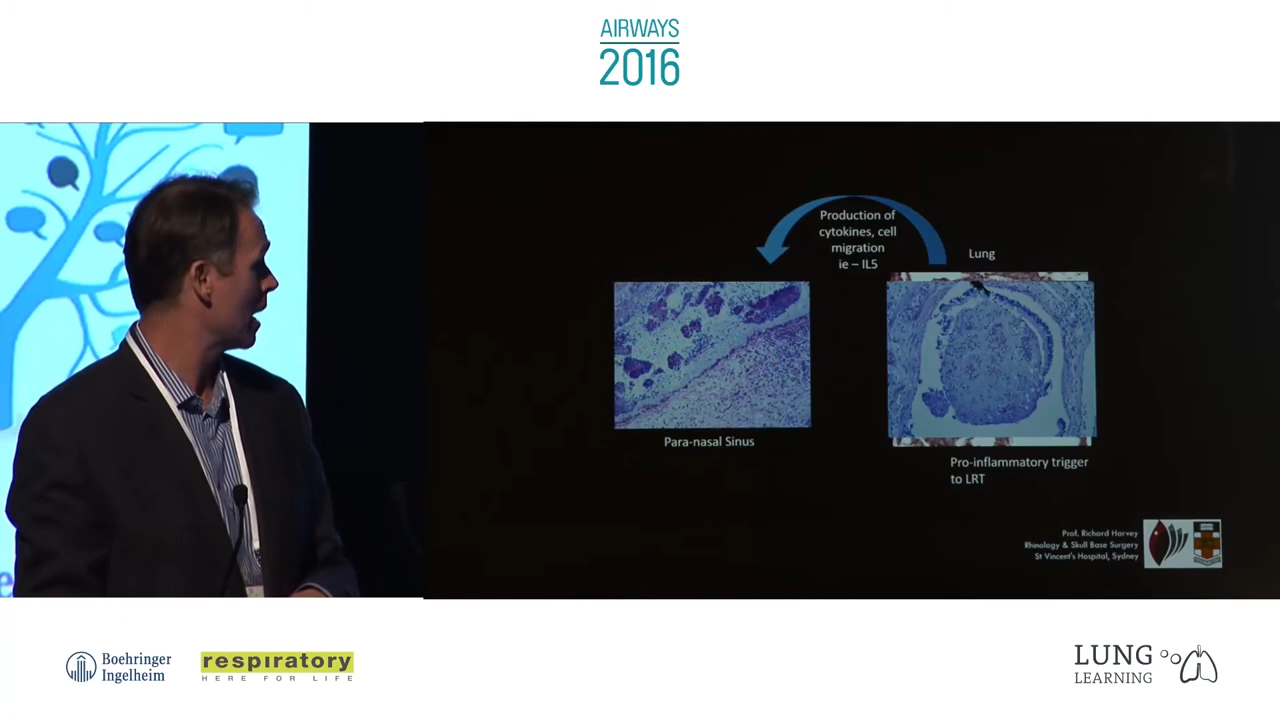 AIRWAYS
2016
Production of
cytokines, cell
migration
ie – IL5
Lung
Para-nasal Sinus
Pro-inflammatory trigger
to LRT
Prof. Richard Harvey
Rhinology & Skull Base Surgery
St Vincent's Hospital, Sydney
Boehringer
Ingelheim
respiratory
HERE FOR LIFE
LUNG
LEARNING